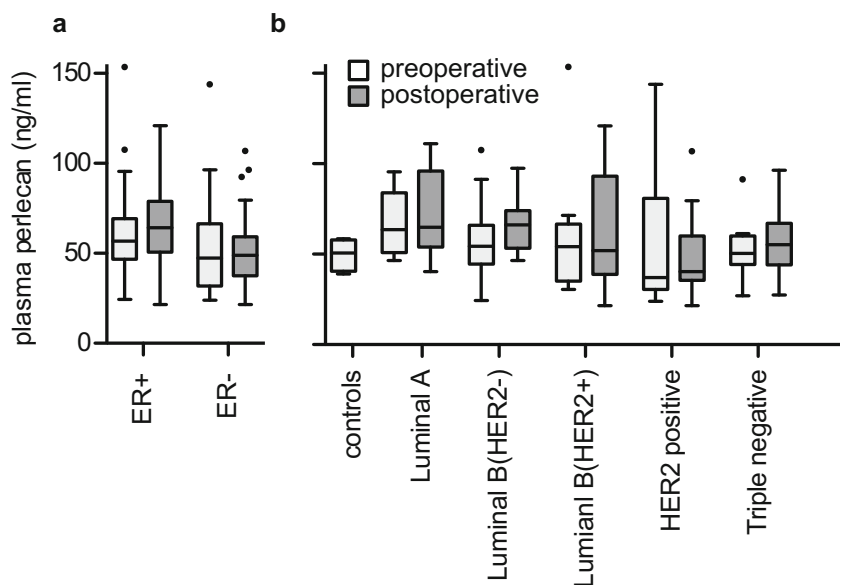 a
b
plasma perlecan (ng/ml)
150
100
50
0
ER+
ER-
preoperative
postoperative
controls
Luminal A
Luminal B(HER2-)
Lumianl B(HER2+)
HER2 positive
Triple negative